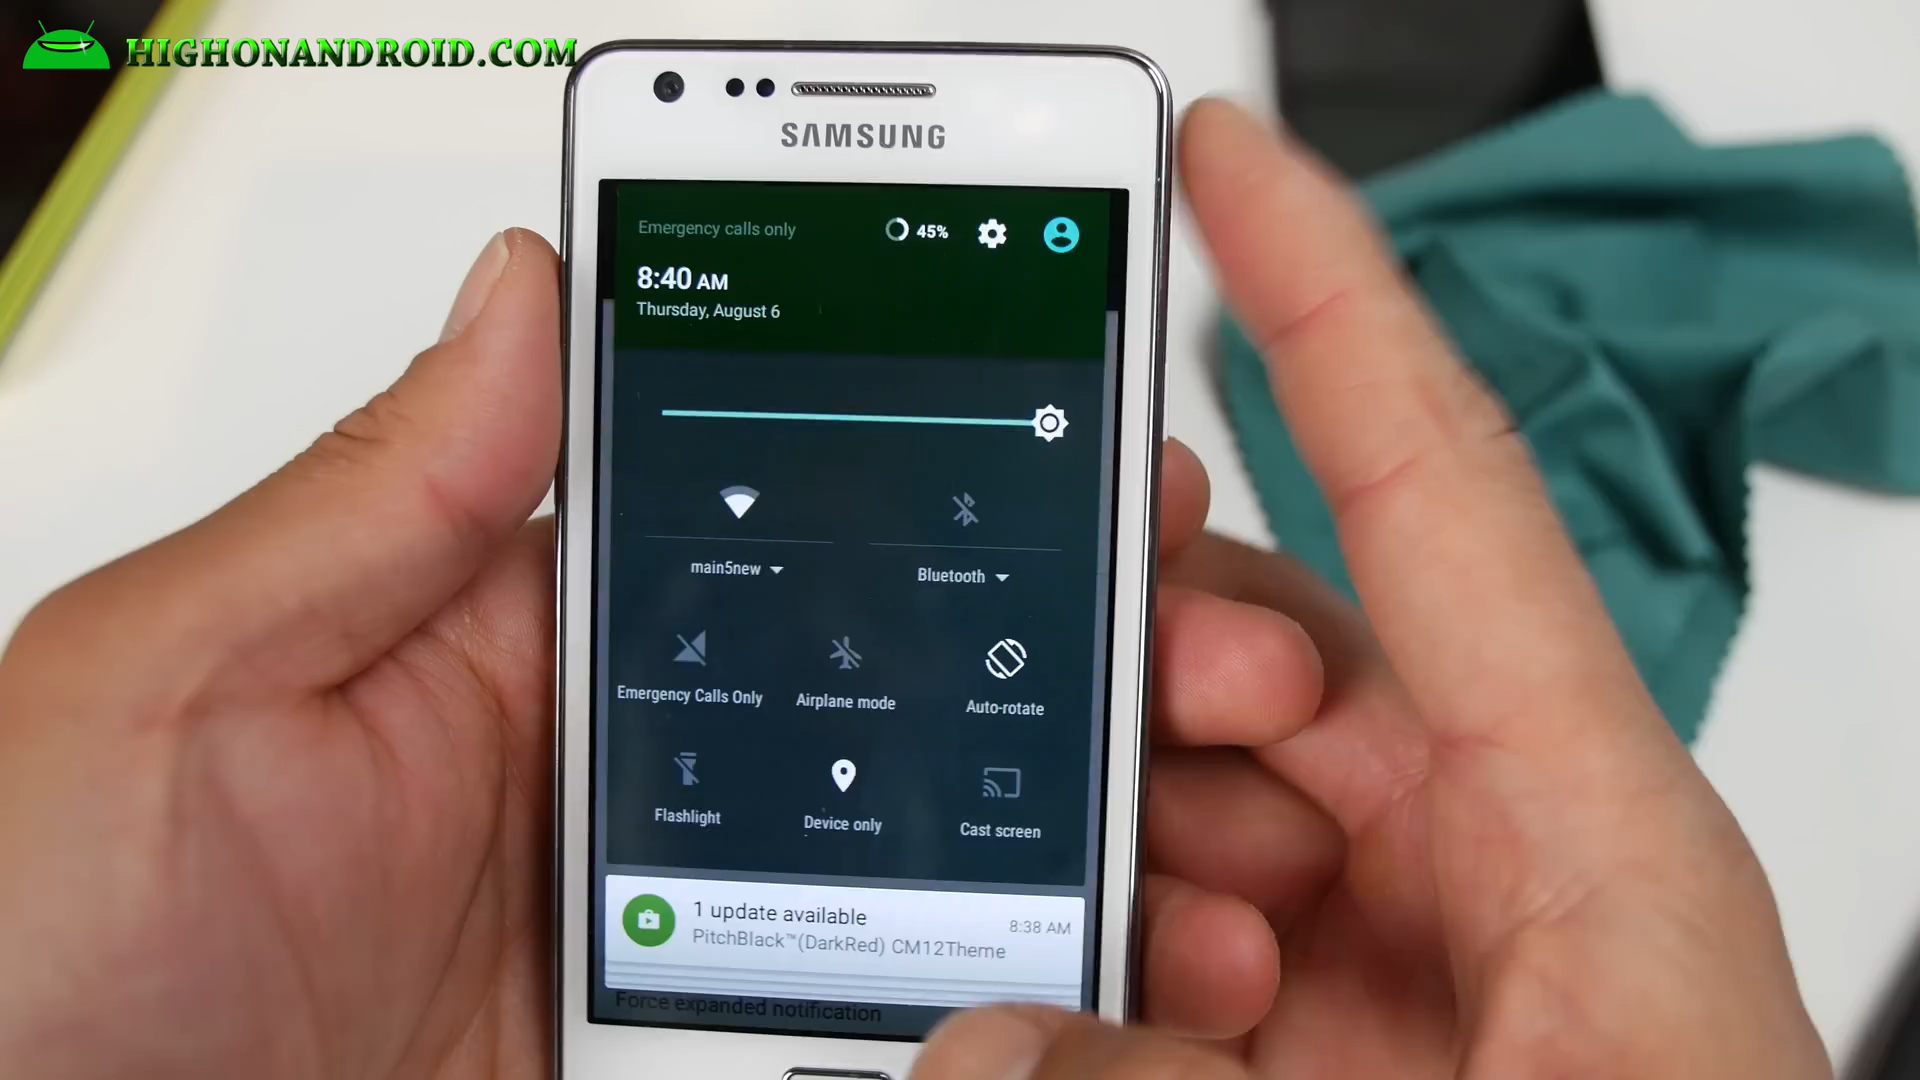 HIGHONANDROID.COM
SAMSUNG
Emergency calls only
45%
8:40 AM
Thursday, August 6
main5new
Bluetooth
Emergency Calls Only
Airplane mode
Auto-rotate
Flashlight
Device only
Cast screen
1 update available
8:38 AM
PitchBlack™(DarkRed) CM12Theme
Force expanded notification